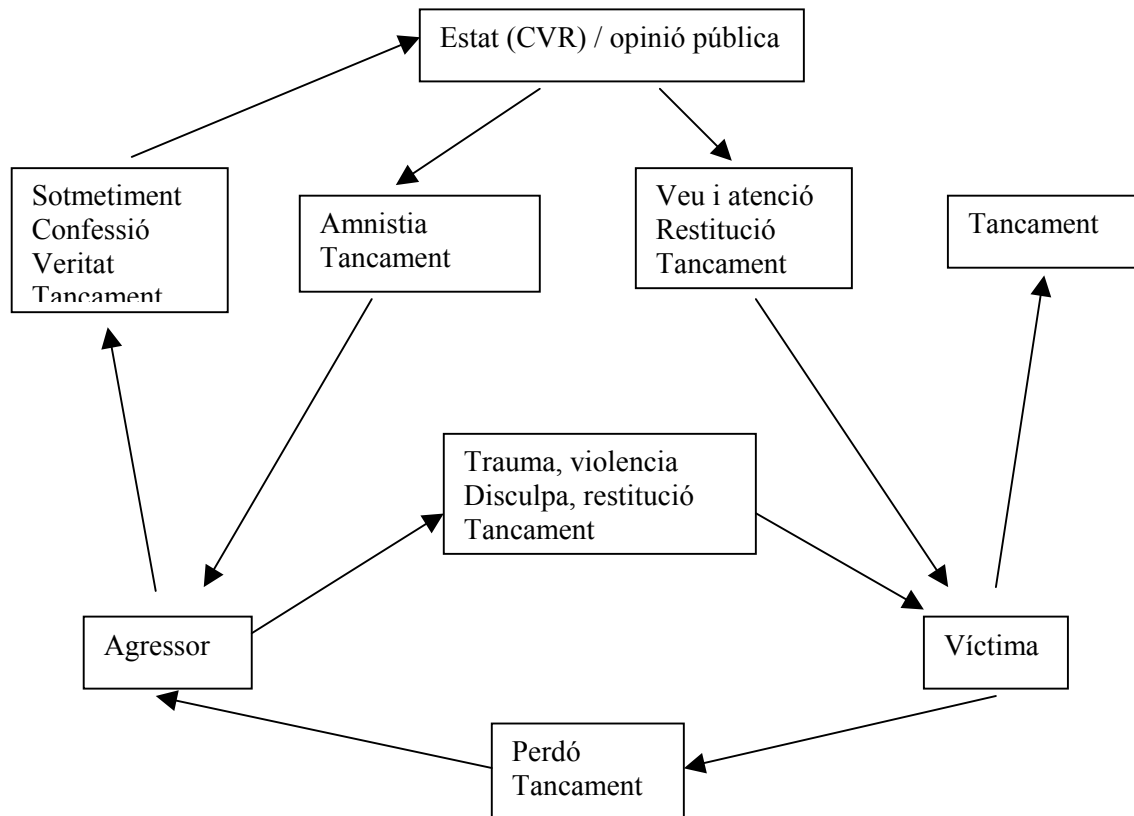 Estat (CVR) / opinió pública
Sotmetiment
Confessió
Veritat
Tancament
Amnistia
Tancament
Veu i atenció
Restitució
Tancament
Tancament
Trauma, violencia
Disculpa, restitució
Tancament
Agressor
Víctima
Perdó
Tancament